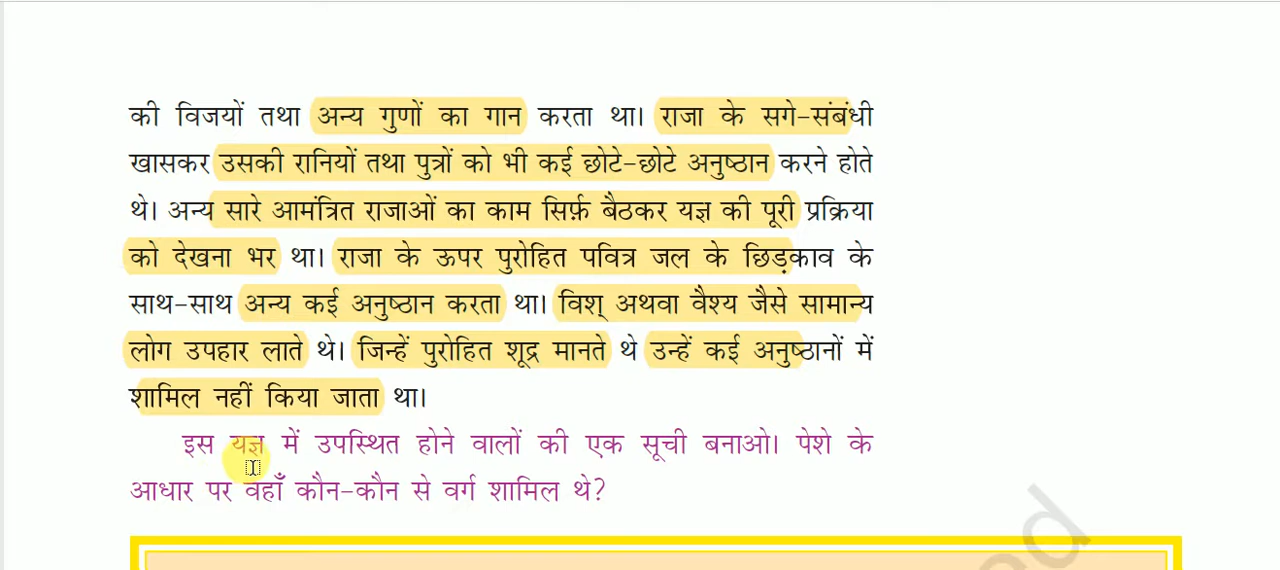 की विजयों तथा अन्य गुणों का गान करता था। राजा के सगे-संबंधी
खासकर उसकी रानियों तथा पुत्रों को भी कई छोटे-छोटे अनुष्ठान करने होते
थे। अन्य सारे आमंत्रित राजाओं का काम सिर्फ़ बैठकर यज्ञ की पूरी प्रक्रिया
को देखना भर था। राजा के ऊपर पुरोहित पवित्र जल के छिड़काव के
साथ-साथ अन्य कई अनुष्ठान करता था। विश् अथवा वैश्य जैसे सामान्य
लोग उपहार लाते थे। जिन्हें पुरोहित शूद्र मानते थे उन्हें कई अनुष्ठानों में
शामिल नहीं किया जाता था।
इस यज्ञ में उपस्थित होने वालों की एक सूची बनाओ। पेशे के
आधार पर वहाँ कौन-कौन से वर्ग शामिल थे?